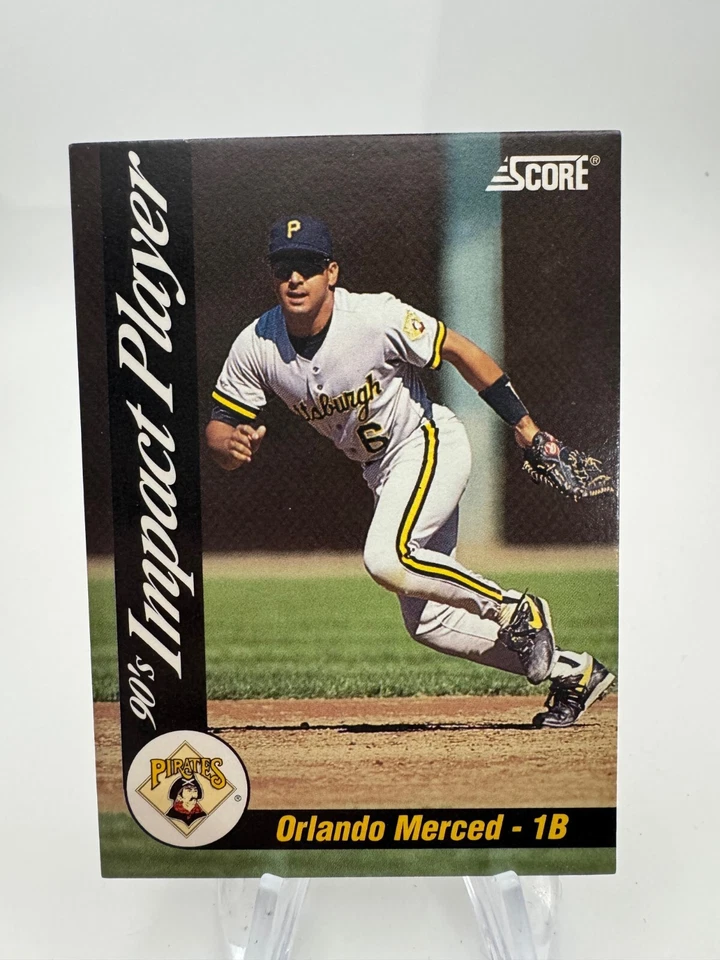 SCORE®
90's Impact Player
P
Pittsburgh
6
PIRATES
®
Orlando Merced - 1B